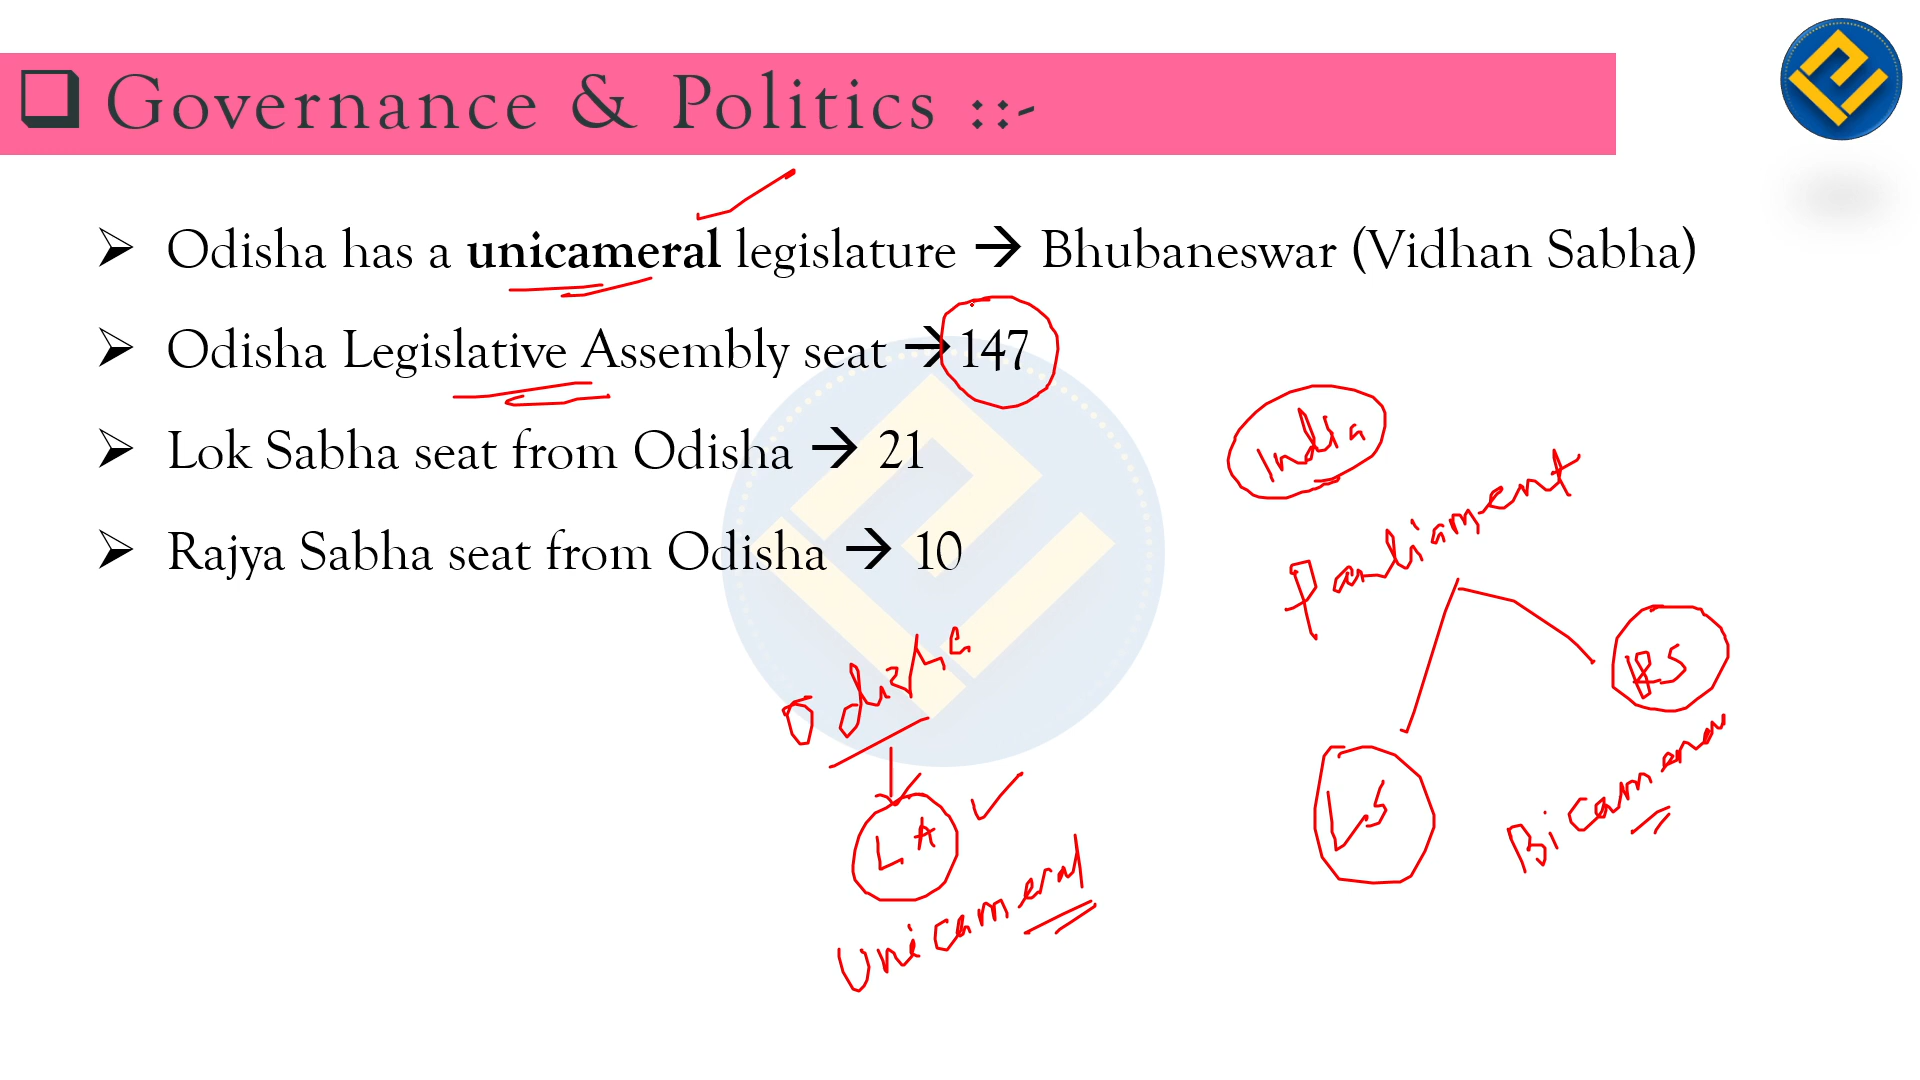 Governance & Politics ::-
Odisha has a unicameral legislature → Bhubaneswar (Vidhan Sabha)
Odisha Legislative Assembly seat → 147
Lok Sabha seat from Odisha → 21
Rajya Sabha seat from Odisha → 10
India
Parliament
RS
LS
Bicameral
Odisha
LA
Unicameral